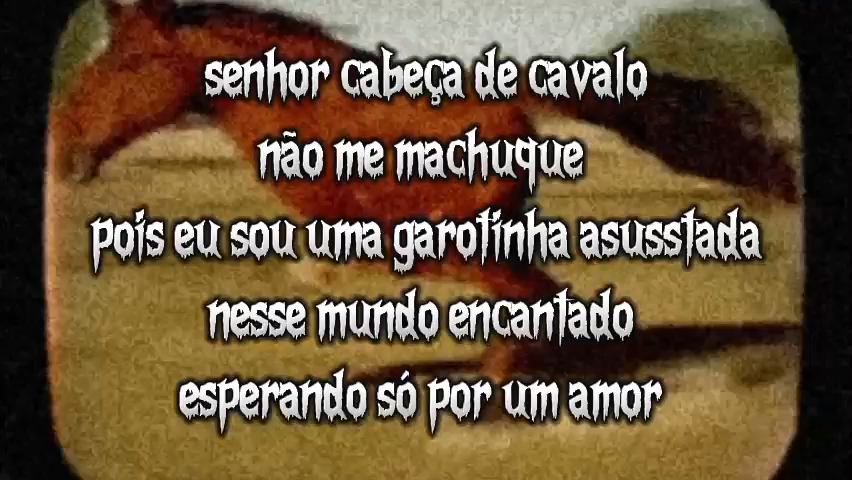 senhor cabeça de cavalo
não me machuque
pois eu sou uma garotinha asusstada
nesse mundo encantado
esperando só por um amor